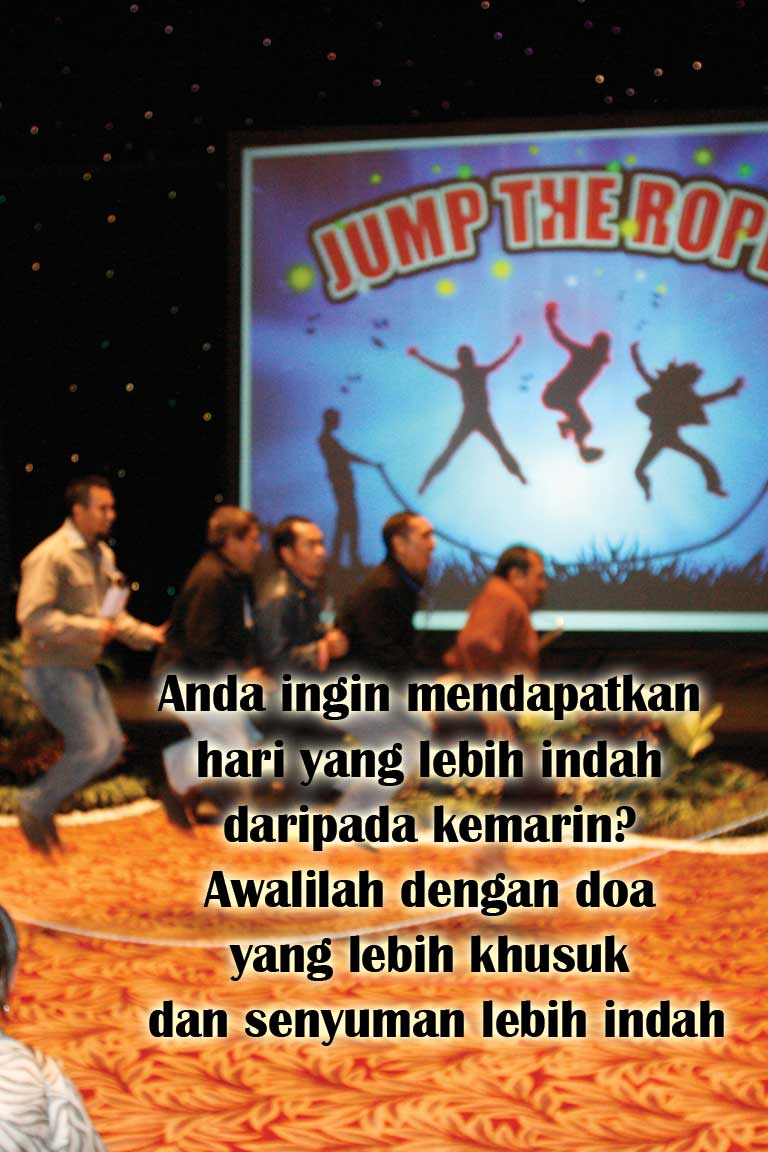 JUMP THE ROPE
Anda ingin mendapatkan
hari yang lebih indah
daripada kemarin?
Awalilah dengan doa
yang lebih khusuk
dan senyuman lebih indah